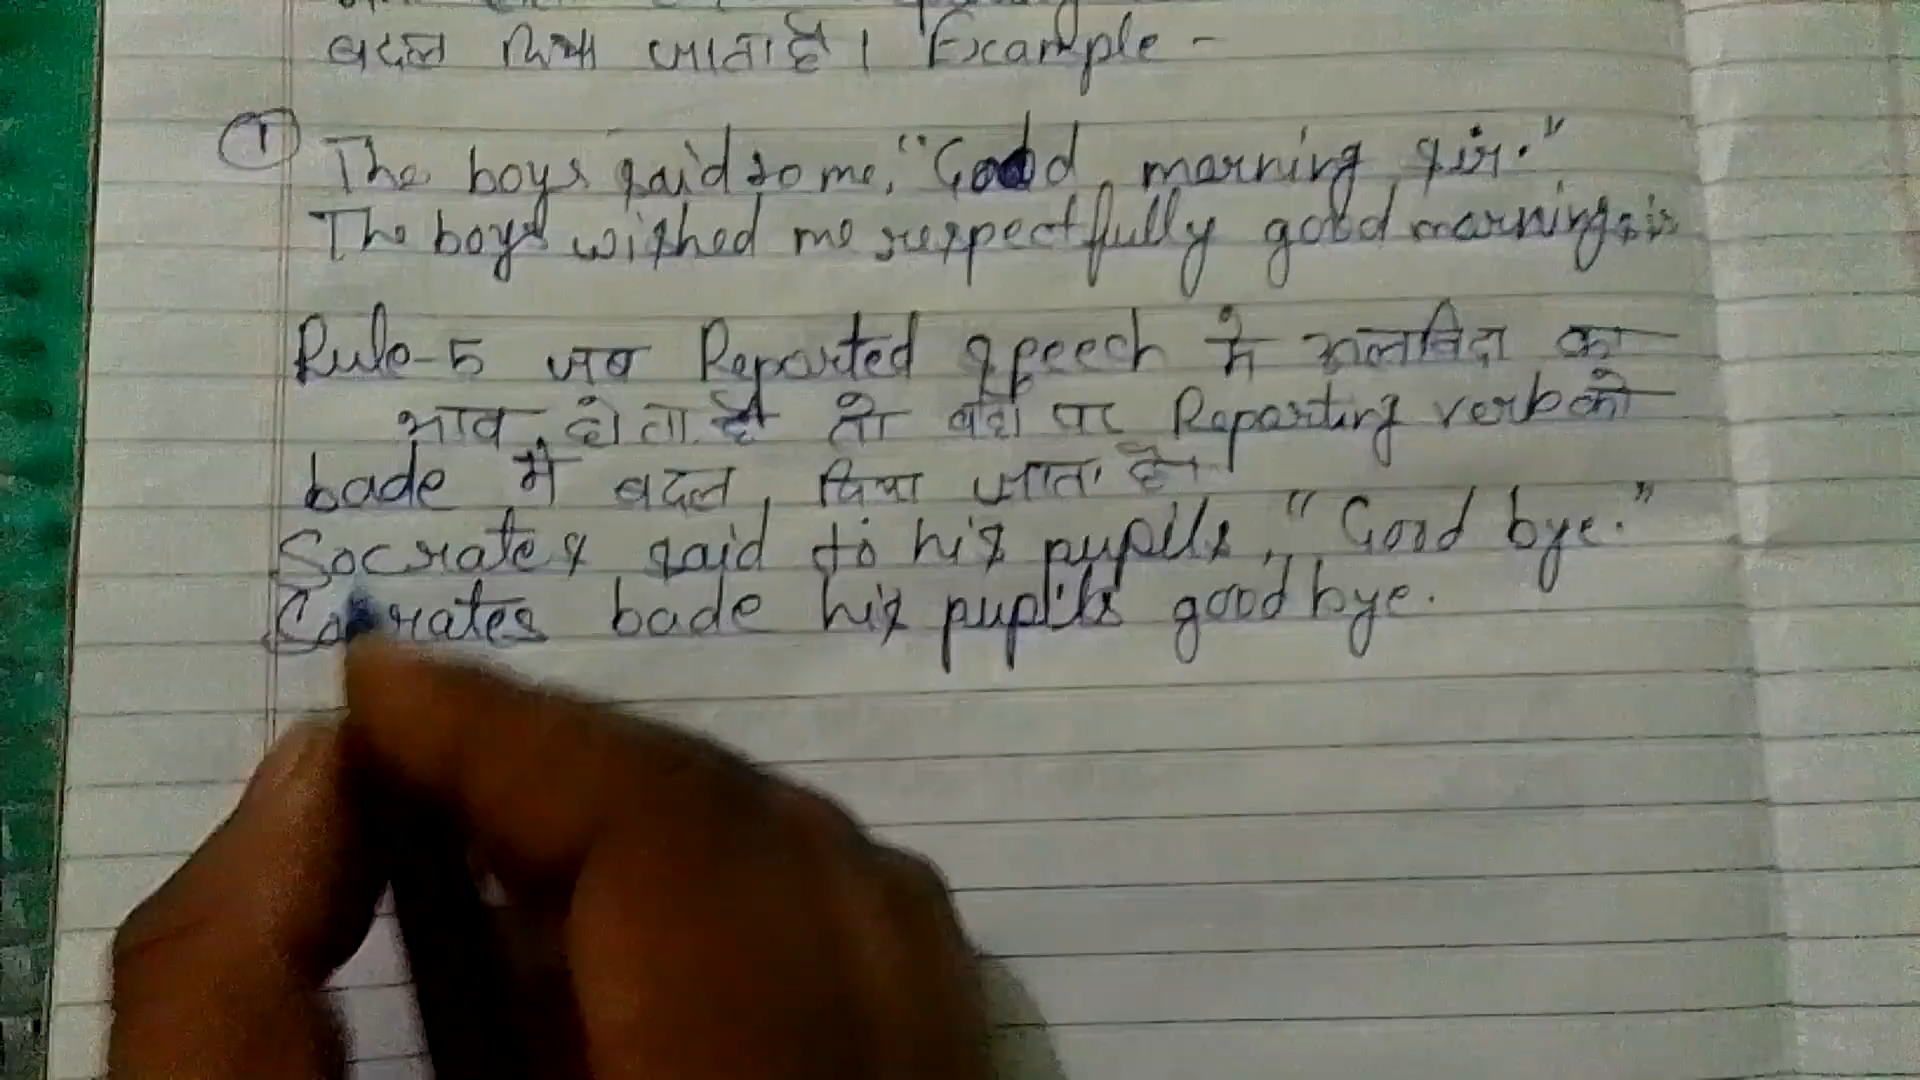 बदल दिया जाता है। Example -
① The boys said to me, "Good morning sir."
The boys wished me respectfully good morning sir
Rule-5 जब Reported speech में अलविदा का
भाव होता है तो वहाँ पर Reporting verb को
bade में बदल दिया जाता है।
Socrates said to his pupils, "Good bye."
Socrates bade his pupils good bye.